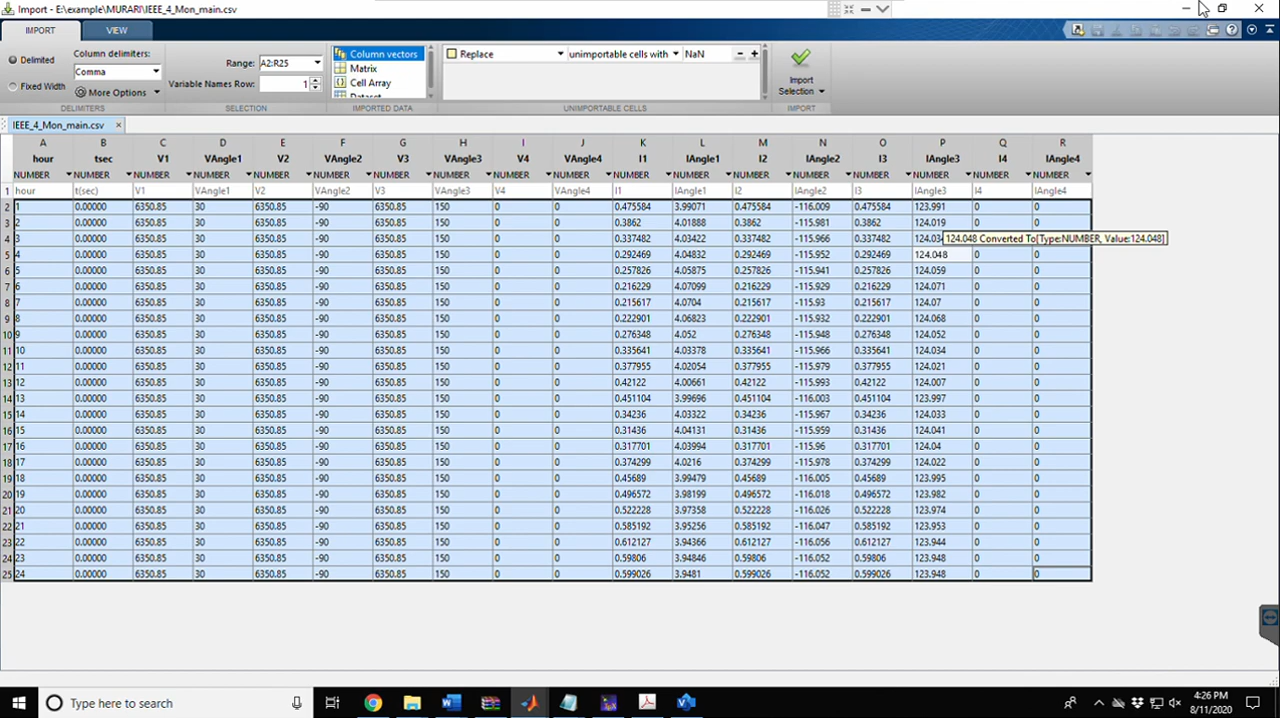 Import - E:\example\MURARI\IEEE_4_Mon_main.csv
IMPORT VIEW
Delimited
Fixed Width
Column delimiters:
Comma
More Options
DELIMITERS
Range: A2:R25
Variable Names Row: 1
SELECTION
Column vectors
Matrix
Cell Array
Dataset
IMPORTED DATA
Replace unimportable cells with NaN
UNIMPORTABLE CELLS
Import
Selection
IMPORT
IEEE_4_Mon_main.csv
A B C D E F G H I J K L M N O P Q R
hour tsec V1 VAngle1 V2 VAngle2 V3 VAngle3 V4 VAngle4 I1 IAngle1 I2 IAngle2 I3 IAngle3 I4 IAngle4
NUMBER NUMBER NUMBER NUMBER NUMBER NUMBER NUMBER NUMBER NUMBER NUMBER NUMBER NUMBER NUMBER NUMBER NUMBER NUMBER NUMBER NUMBER
1 hour t(sec) V1 VAngle1 V2 VAngle2 V3 VAngle3 V4 VAngle4 I1 IAngle1 I2 IAngle2 I3 IAngle3 I4 IAngle4
2 1 0.00000 6350.85 30 6350.85 -90 6350.85 150 0 0 0.475584 3.99071 0.475584 -116.009 0.475584 123.991 0 0
3 2 0.00000 6350.85 30 6350.85 -90 6350.85 150 0 0 0.3862 4.01888 0.3862 -115.981 0.3862 124.019 0 0
4 3 0.00000 6350.85 30 6350.85 -90 6350.85 150 0 0 0.337482 4.03422 0.337482 -115.966 0.337482 124.03
124.048 Converted To[Type:NUMBER, Value:124.048]
5 4 0.00000 6350.85 30 6350.85 -90 6350.85 150 0 0 0.292469 4.04832 0.292469 -115.952 0.292469 124.048 0 0
6 5 0.00000 6350.85 30 6350.85 -90 6350.85 150 0 0 0.257826 4.05875 0.257826 -115.941 0.257826 124.059 0 0
7 6 0.00000 6350.85 30 6350.85 -90 6350.85 150 0 0 0.216229 4.07099 0.216229 -115.929 0.216229 124.071 0 0
8 7 0.00000 6350.85 30 6350.85 -90 6350.85 150 0 0 0.215617 4.0704 0.215617 -115.93 0.215617 124.07 0 0
9 8 0.00000 6350.85 30 6350.85 -90 6350.85 150 0 0 0.222901 4.06823 0.222901 -115.932 0.222901 124.068 0 0
10 9 0.00000 6350.85 30 6350.85 -90 6350.85 150 0 0 0.276348 4.052 0.276348 -115.948 0.276348 124.052 0 0
11 10 0.00000 6350.85 30 6350.85 -90 6350.85 150 0 0 0.335641 4.03378 0.335641 -115.966 0.335641 124.034 0 0
12 11 0.00000 6350.85 30 6350.85 -90 6350.85 150 0 0 0.377955 4.02054 0.377955 -115.979 0.377955 124.021 0 0
13 12 0.00000 6350.85 30 6350.85 -90 6350.85 150 0 0 0.42122 4.00661 0.42122 -115.993 0.42122 124.007 0 0
14 13 0.00000 6350.85 30 6350.85 -90 6350.85 150 0 0 0.451104 3.99696 0.451104 -116.003 0.451104 123.997 0 0
15 14 0.00000 6350.85 30 6350.85 -90 6350.85 150 0 0 0.34236 4.03322 0.34236 -115.967 0.34236 124.033 0 0
16 15 0.00000 6350.85 30 6350.85 -90 6350.85 150 0 0 0.31436 4.04131 0.31436 -115.959 0.31436 124.041 0 0
17 16 0.00000 6350.85 30 6350.85 -90 6350.85 150 0 0 0.317701 4.03994 0.317701 -115.96 0.317701 124.04 0 0
18 17 0.00000 6350.85 30 6350.85 -90 6350.85 150 0 0 0.374299 4.0216 0.374299 -115.978 0.374299 124.022 0 0
19 18 0.00000 6350.85 30 6350.85 -90 6350.85 150 0 0 0.45689 3.99479 0.45689 -116.005 0.45689 123.995 0 0
20 19 0.00000 6350.85 30 6350.85 -90 6350.85 150 0 0 0.496572 3.98199 0.496572 -116.018 0.496572 123.982 0 0
21 20 0.00000 6350.85 30 6350.85 -90 6350.85 150 0 0 0.522228 3.97358 0.522228 -116.026 0.522228 123.974 0 0
22 21 0.00000 6350.85 30 6350.85 -90 6350.85 150 0 0 0.585192 3.95256 0.585192 -116.047 0.585192 123.953 0 0
23 22 0.00000 6350.85 30 6350.85 -90 6350.85 150 0 0 0.612127 3.94366 0.612127 -116.056 0.612127 123.944 0 0
24 23 0.00000 6350.85 30 6350.85 -90 6350.85 150 0 0 0.59806 3.94846 0.59806 -116.052 0.59806 123.948 0 0
25 24 0.00000 6350.85 30 6350.85 -90 6350.85 150 0 0 0.599026 3.9481 0.599026 -116.052 0.599026 123.948 0 0
Type here to search
4:26 PM
8/11/2020